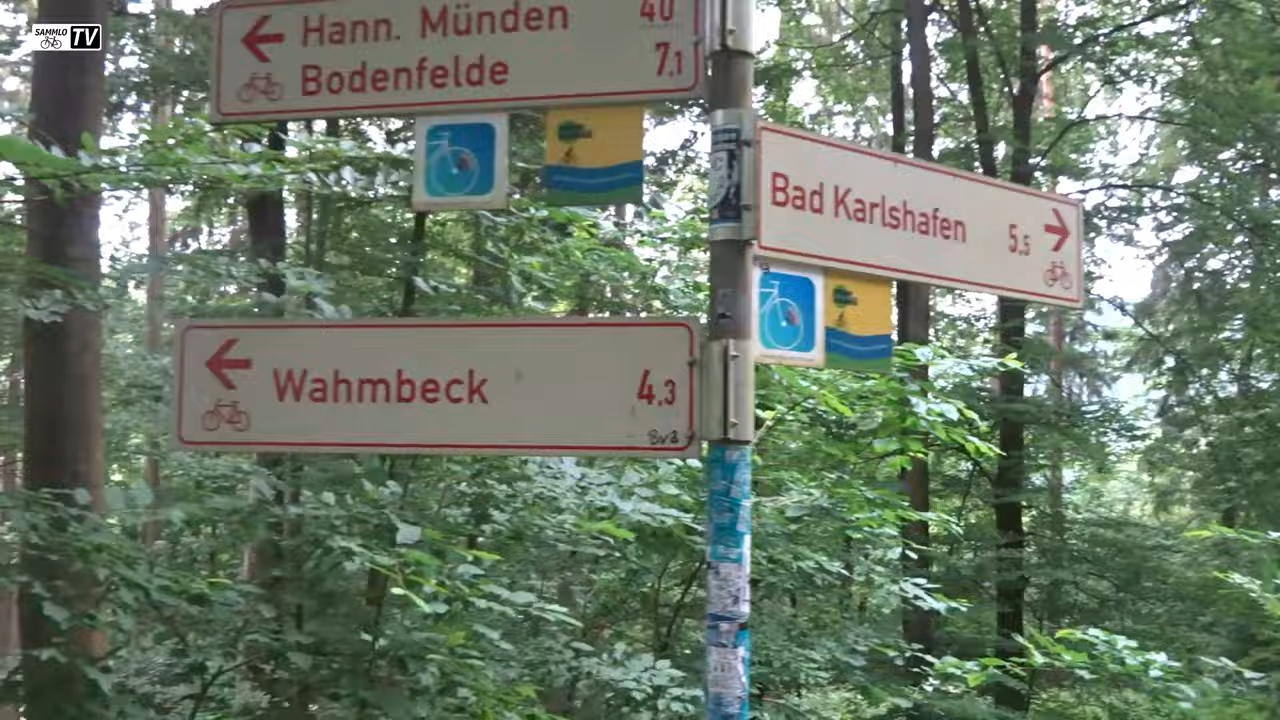 SAMMLO TV
Hann. Münden 40
Bodenfelde 7,1
Bad Karlshafen 5,5
Wahmbeck 4,3